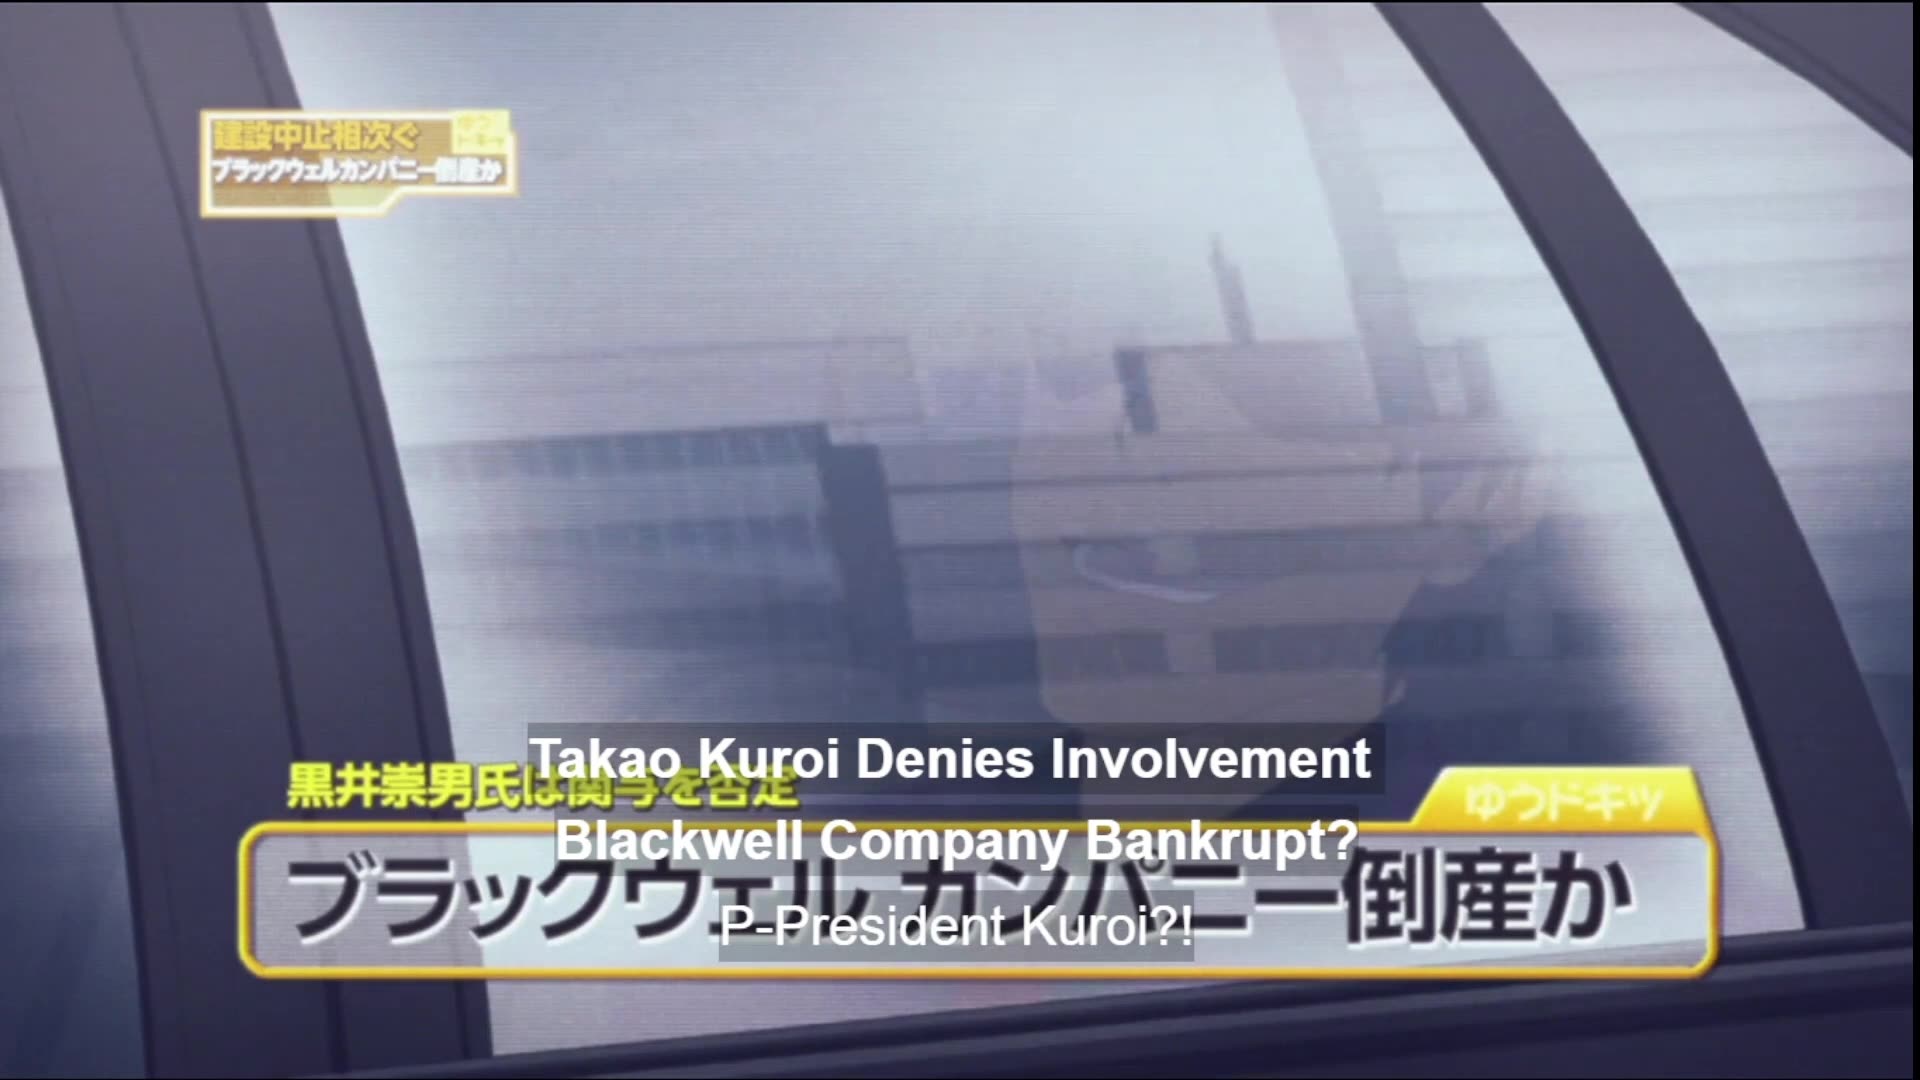 建設中止相次ぐ
ゆう
ドキッ
ブラックウェルカンパニー倒産か
Takao Kuroi Denies Involvement
黒井崇男氏は関与を否定
ゆうドキッ
Blackwell Company Bankrupt?
ブラックウェルカンパニー倒産か
P-President Kuroi?!